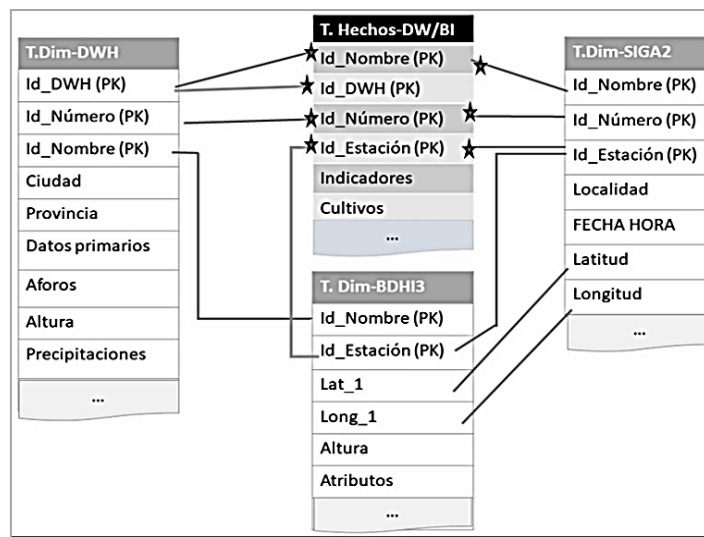 T.Dim-DWH
Id_DWH (PK)
Id_Número (PK)
Id_Nombre (PK)
Ciudad
Provincia
Datos primarios
Aforos
Altura
Precipitaciones
...
T. Hechos-DW/BI
Id_Nombre (PK)
Id_DWH (PK)
Id_Número (PK)
Id_Estación (PK)
Indicadores
Cultivos
...
T. Dim-BDHI3
Id_Nombre (PK)
Id_Estación (PK)
Lat_1
Long_1
Altura
Atributos
...
T.Dim-SIGA2
Id_Nombre (PK)
Id_Número (PK)
Id_Estación (PK)
Localidad
FECHA HORA
Latitud
Longitud
...